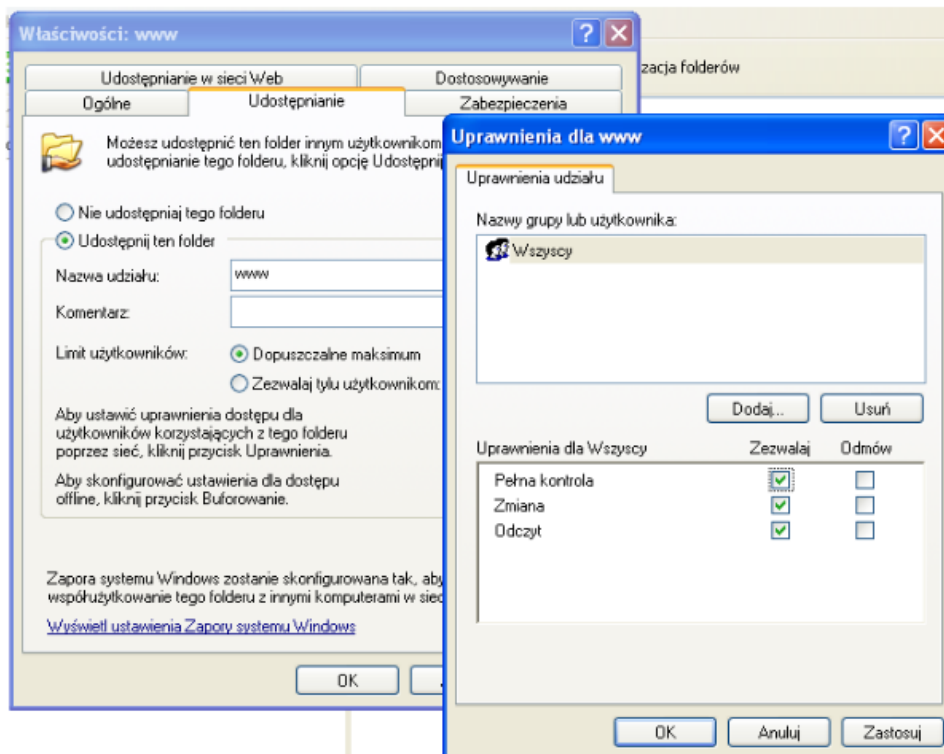 Właściwości: www
Udostępnianie w sieci Web
Dostosowywanie
Ogólne
Udostępnianie
Zabezpieczenia
Możesz udostępnić ten folder innym użytkownikom
udostępnianie tego folderu, kliknij opcję Udostępnij
Nie udostępniaj tego folderu
Udostępnij ten folder
Nazwa udziału:
www
Komentarz:
Limit użytkowników:
Dopuszczalne maksimum
Zezwalaj tylu użytkownikom:
Aby ustawić uprawnienia dostępu dla
użytkowników korzystających z tego folderu
poprzez sieć, kliknij przycisk Uprawnienia.
Aby skonfigurować ustawienia dla dostępu
offline, kliknij przycisk Buforowanie.
Zapora systemu Windows zostanie skonfigurowana tak, aby
współużytkowanie tego folderu z innymi komputerami w siec
Wyświetl ustawienia Zapory systemu Windows
OK
zacja folderów
Uprawnienia dla www
Uprawnienia udziału
Nazwy grupy lub użytkownika:
Wszyscy
Dodaj...
Usuń
Uprawnienia dla Wszyscy
Zezwalaj
Odmów
Pełna kontrola
Zmiana
Odczyt
OK
Anuluj
Zastosuj